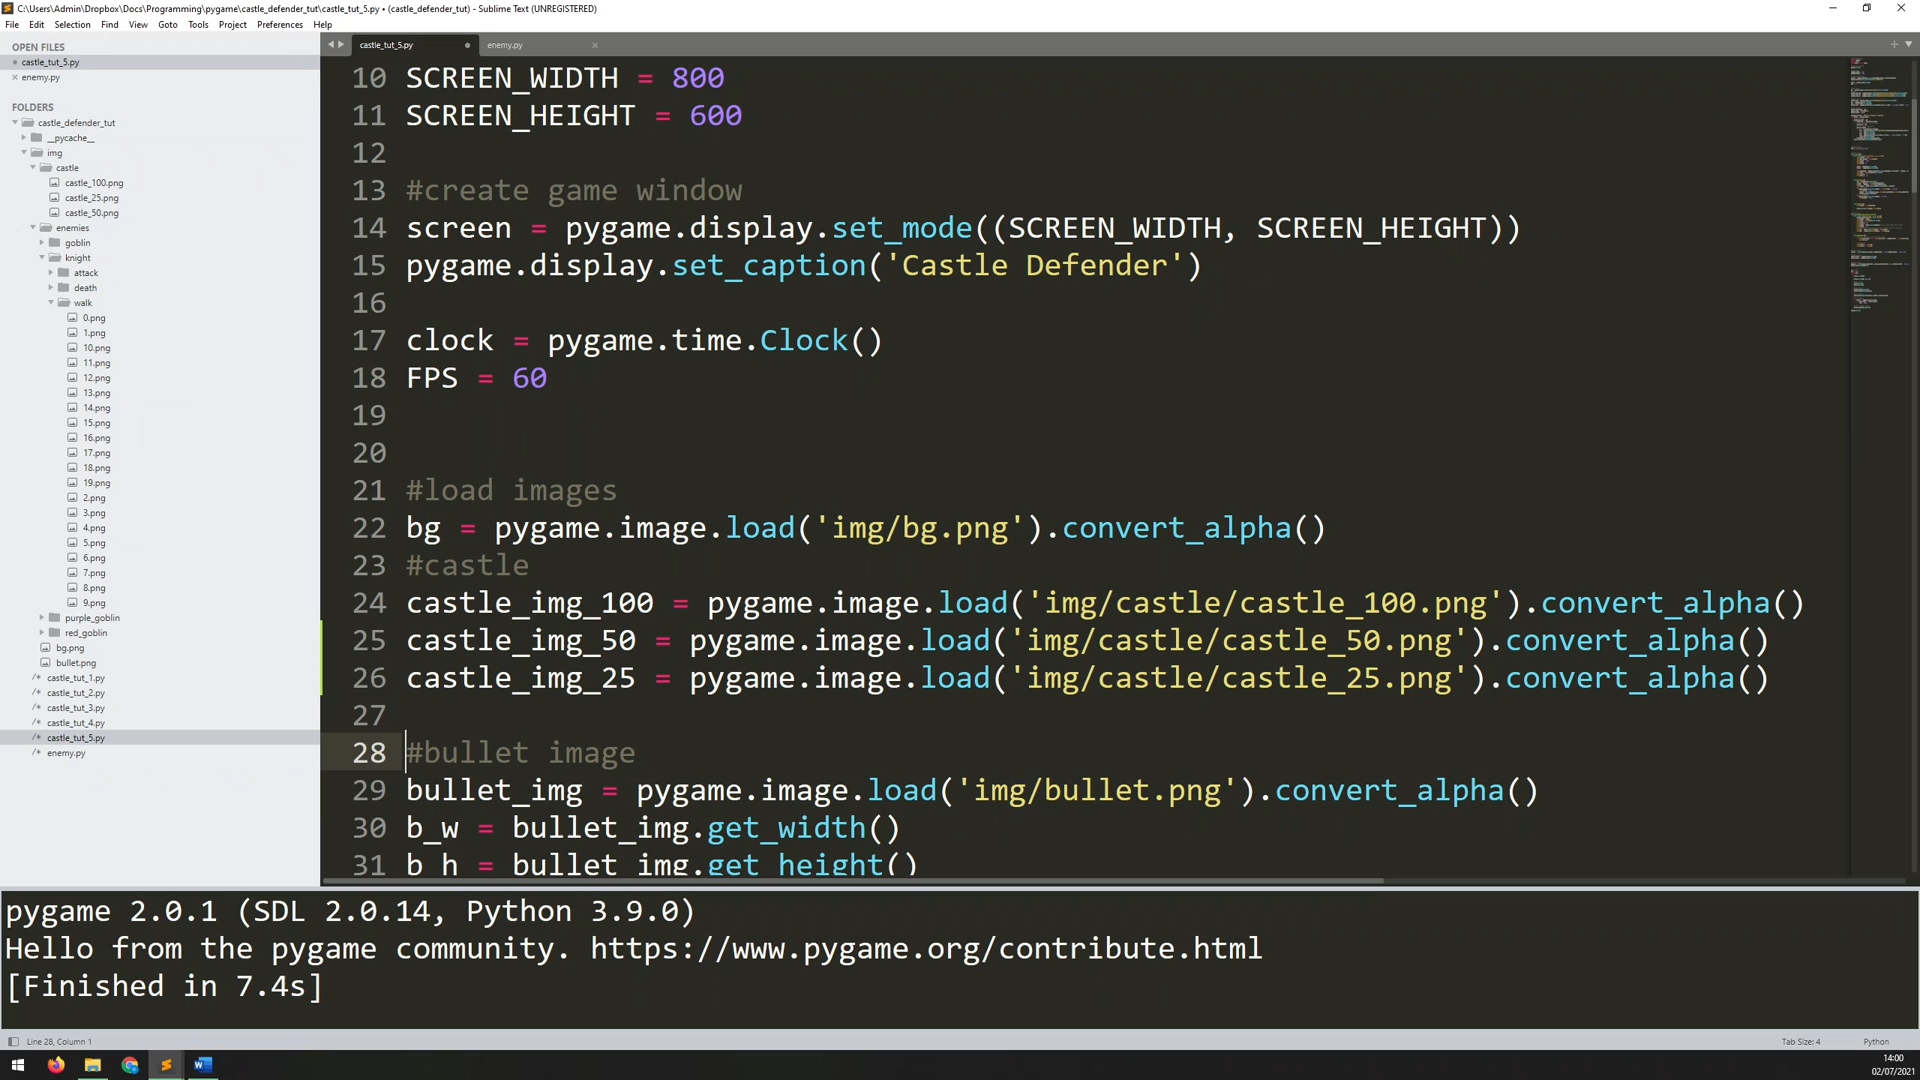 C:\Users\Admin\Dropbox\Docs\Programming\pygame\castle_defender_tut\castle_tut_5.py • (castle_defender_tut) - Sublime Text (UNREGISTERED)
File Edit Selection Find View Goto Tools Project Preferences Help
OPEN FILES
castle_tut_5.py
enemy.py
FOLDERS
castle_defender_tut
__pycache__
img
castle
castle_100.png
castle_25.png
castle_50.png
enemies
goblin
knight
attack
death
walk
0.png
1.png
10.png
11.png
12.png
13.png
14.png
15.png
16.png
17.png
18.png
19.png
2.png
3.png
4.png
5.png
6.png
7.png
8.png
9.png
purple_goblin
red_goblin
bg.png
bullet.png
castle_tut_1.py
castle_tut_2.py
castle_tut_3.py
castle_tut_4.py
castle_tut_5.py
enemy.py
castle_tut_5.py enemy.py
10 SCREEN_WIDTH = 800
11 SCREEN_HEIGHT = 600
12
13 #create game window
14 screen = pygame.display.set_mode((SCREEN_WIDTH, SCREEN_HEIGHT))
15 pygame.display.set_caption('Castle Defender')
16
17 clock = pygame.time.Clock()
18 FPS = 60
19
20
21 #load images
22 bg = pygame.image.load('img/bg.png').convert_alpha()
23 #castle
24 castle_img_100 = pygame.image.load('img/castle/castle_100.png').convert_alpha()
25 castle_img_50 = pygame.image.load('img/castle/castle_50.png').convert_alpha()
26 castle_img_25 = pygame.image.load('img/castle/castle_25.png').convert_alpha()
27
28 #bullet image
29 bullet_img = pygame.image.load('img/bullet.png').convert_alpha()
30 b_w = bullet_img.get_width()
31 b_h = bullet_img.get_height()
pygame 2.0.1 (SDL 2.0.14, Python 3.9.0)
Hello from the pygame community. https://www.pygame.org/contribute.html
[Finished in 7.4s]
Line 28, Column 1
Tab Size: 4
Python
14:00
02/07/2021